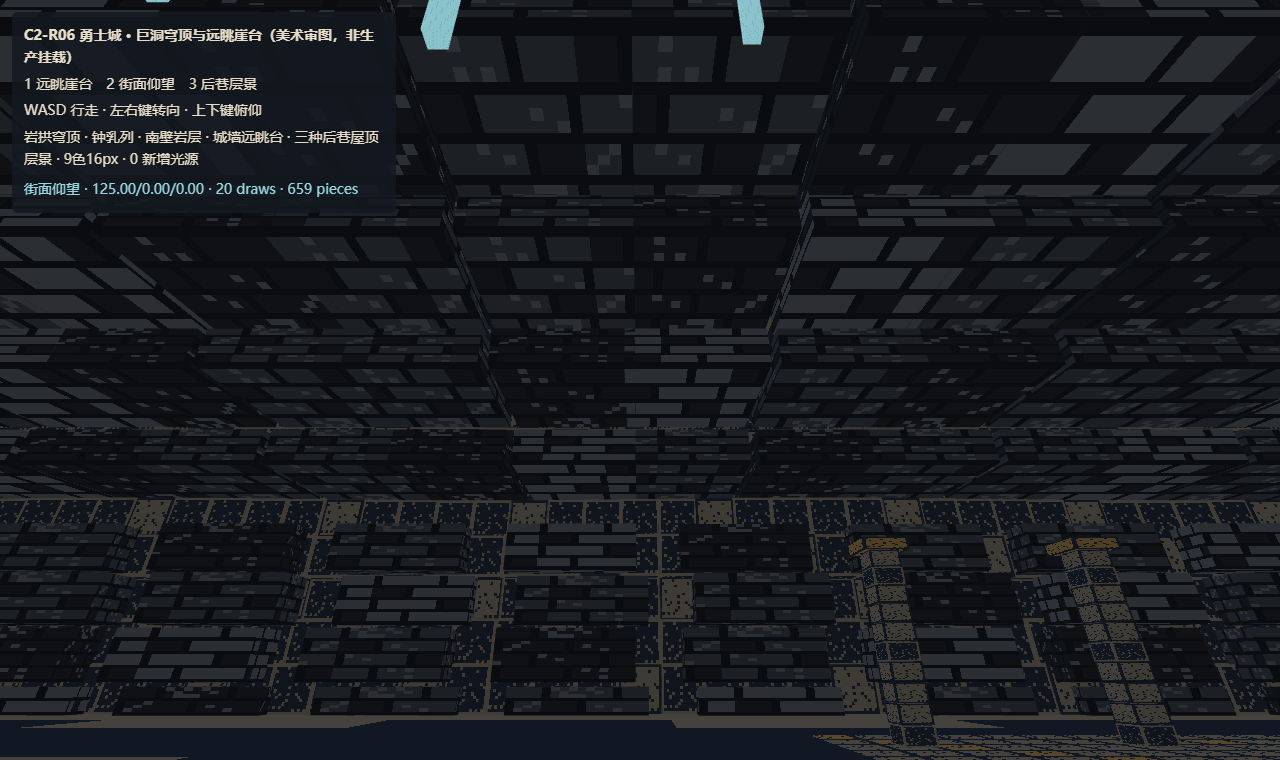 C2-R06 勇士城 • 巨洞穹顶与远眺崖台（美术审图，非生
产挂载）
1 远眺崖台 2 街面仰望 3 后巷层景
WASD 行走 · 左右键转向 · 上下键俯仰
岩拱穹顶 · 钟乳列 · 南壁岩层 · 城墙远眺台 · 三种后巷屋顶
层景 · 9色16px · 0 新增光源
街面仰望 · 125.00/0.00/0.00 · 20 draws · 659 pieces